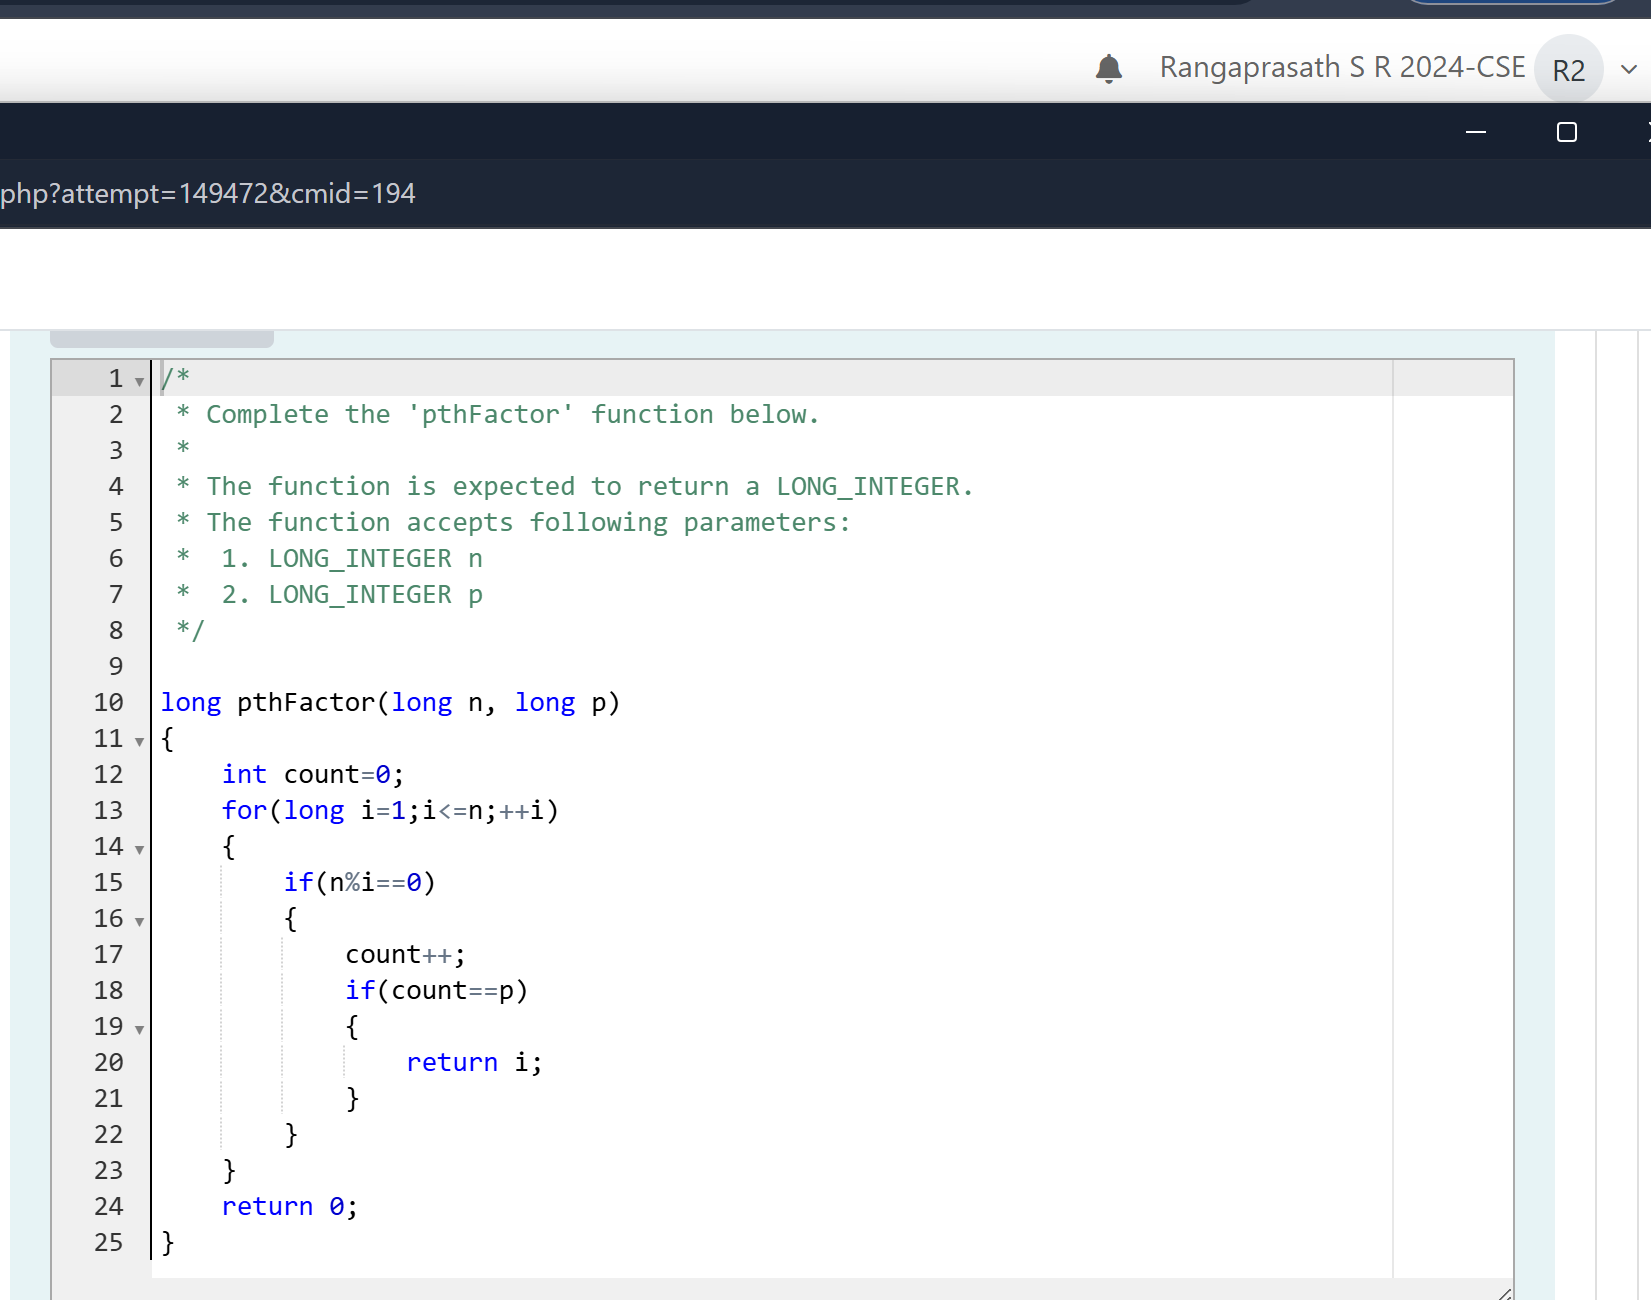 Rangaprasath S R 2024-CSE R2
php?attempt=149472&cmid=194
1 /*
2  * Complete the 'pthFactor' function below.
3  *
4  * The function is expected to return a LONG_INTEGER.
5  * The function accepts following parameters:
6  *  1. LONG_INTEGER n
7  *  2. LONG_INTEGER p
8  */
9
10 long pthFactor(long n, long p)
11 {
12     int count=0;
13     for(long i=1;i<=n;++i)
14     {
15         if(n%i==0)
16         {
17             count++;
18             if(count==p)
19             {
20                 return i;
21             }
22         }
23     }
24     return 0;
25 }